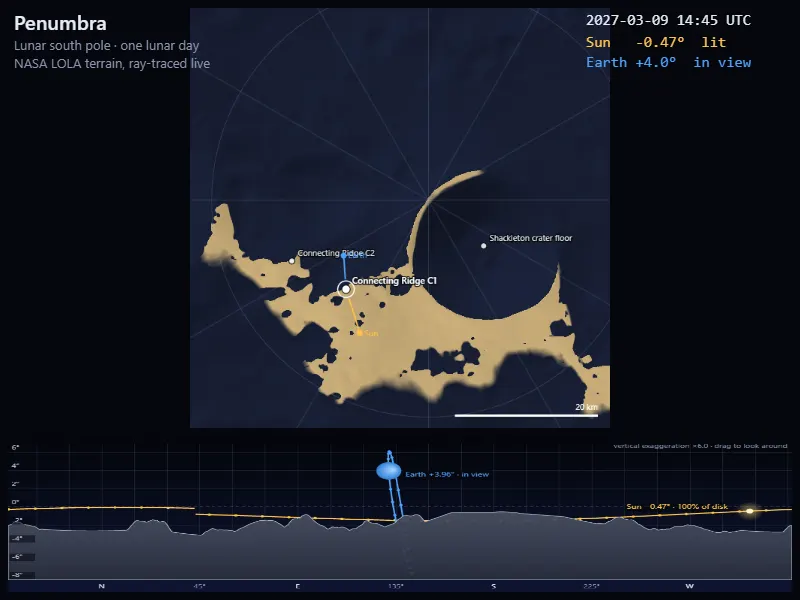 Penumbra
Lunar south pole · one lunar day
NASA LOLA terrain, ray-traced live
2027-03-09 14:45 UTC
Sun -0.47° lit
Earth +4.0° in view
Shackleton crater floor
Connecting Ridge C2
Earth
Connecting Ridge C1
Sun
20 km
vertical exaggeration ×6.0 · drag to look around
6°
4°
2°
0°
-2°
-4°
-6°
-8°
Earth +3.96° · in view
Sun -0.47° · 100% of disk
N 45° E 135° S 225° W